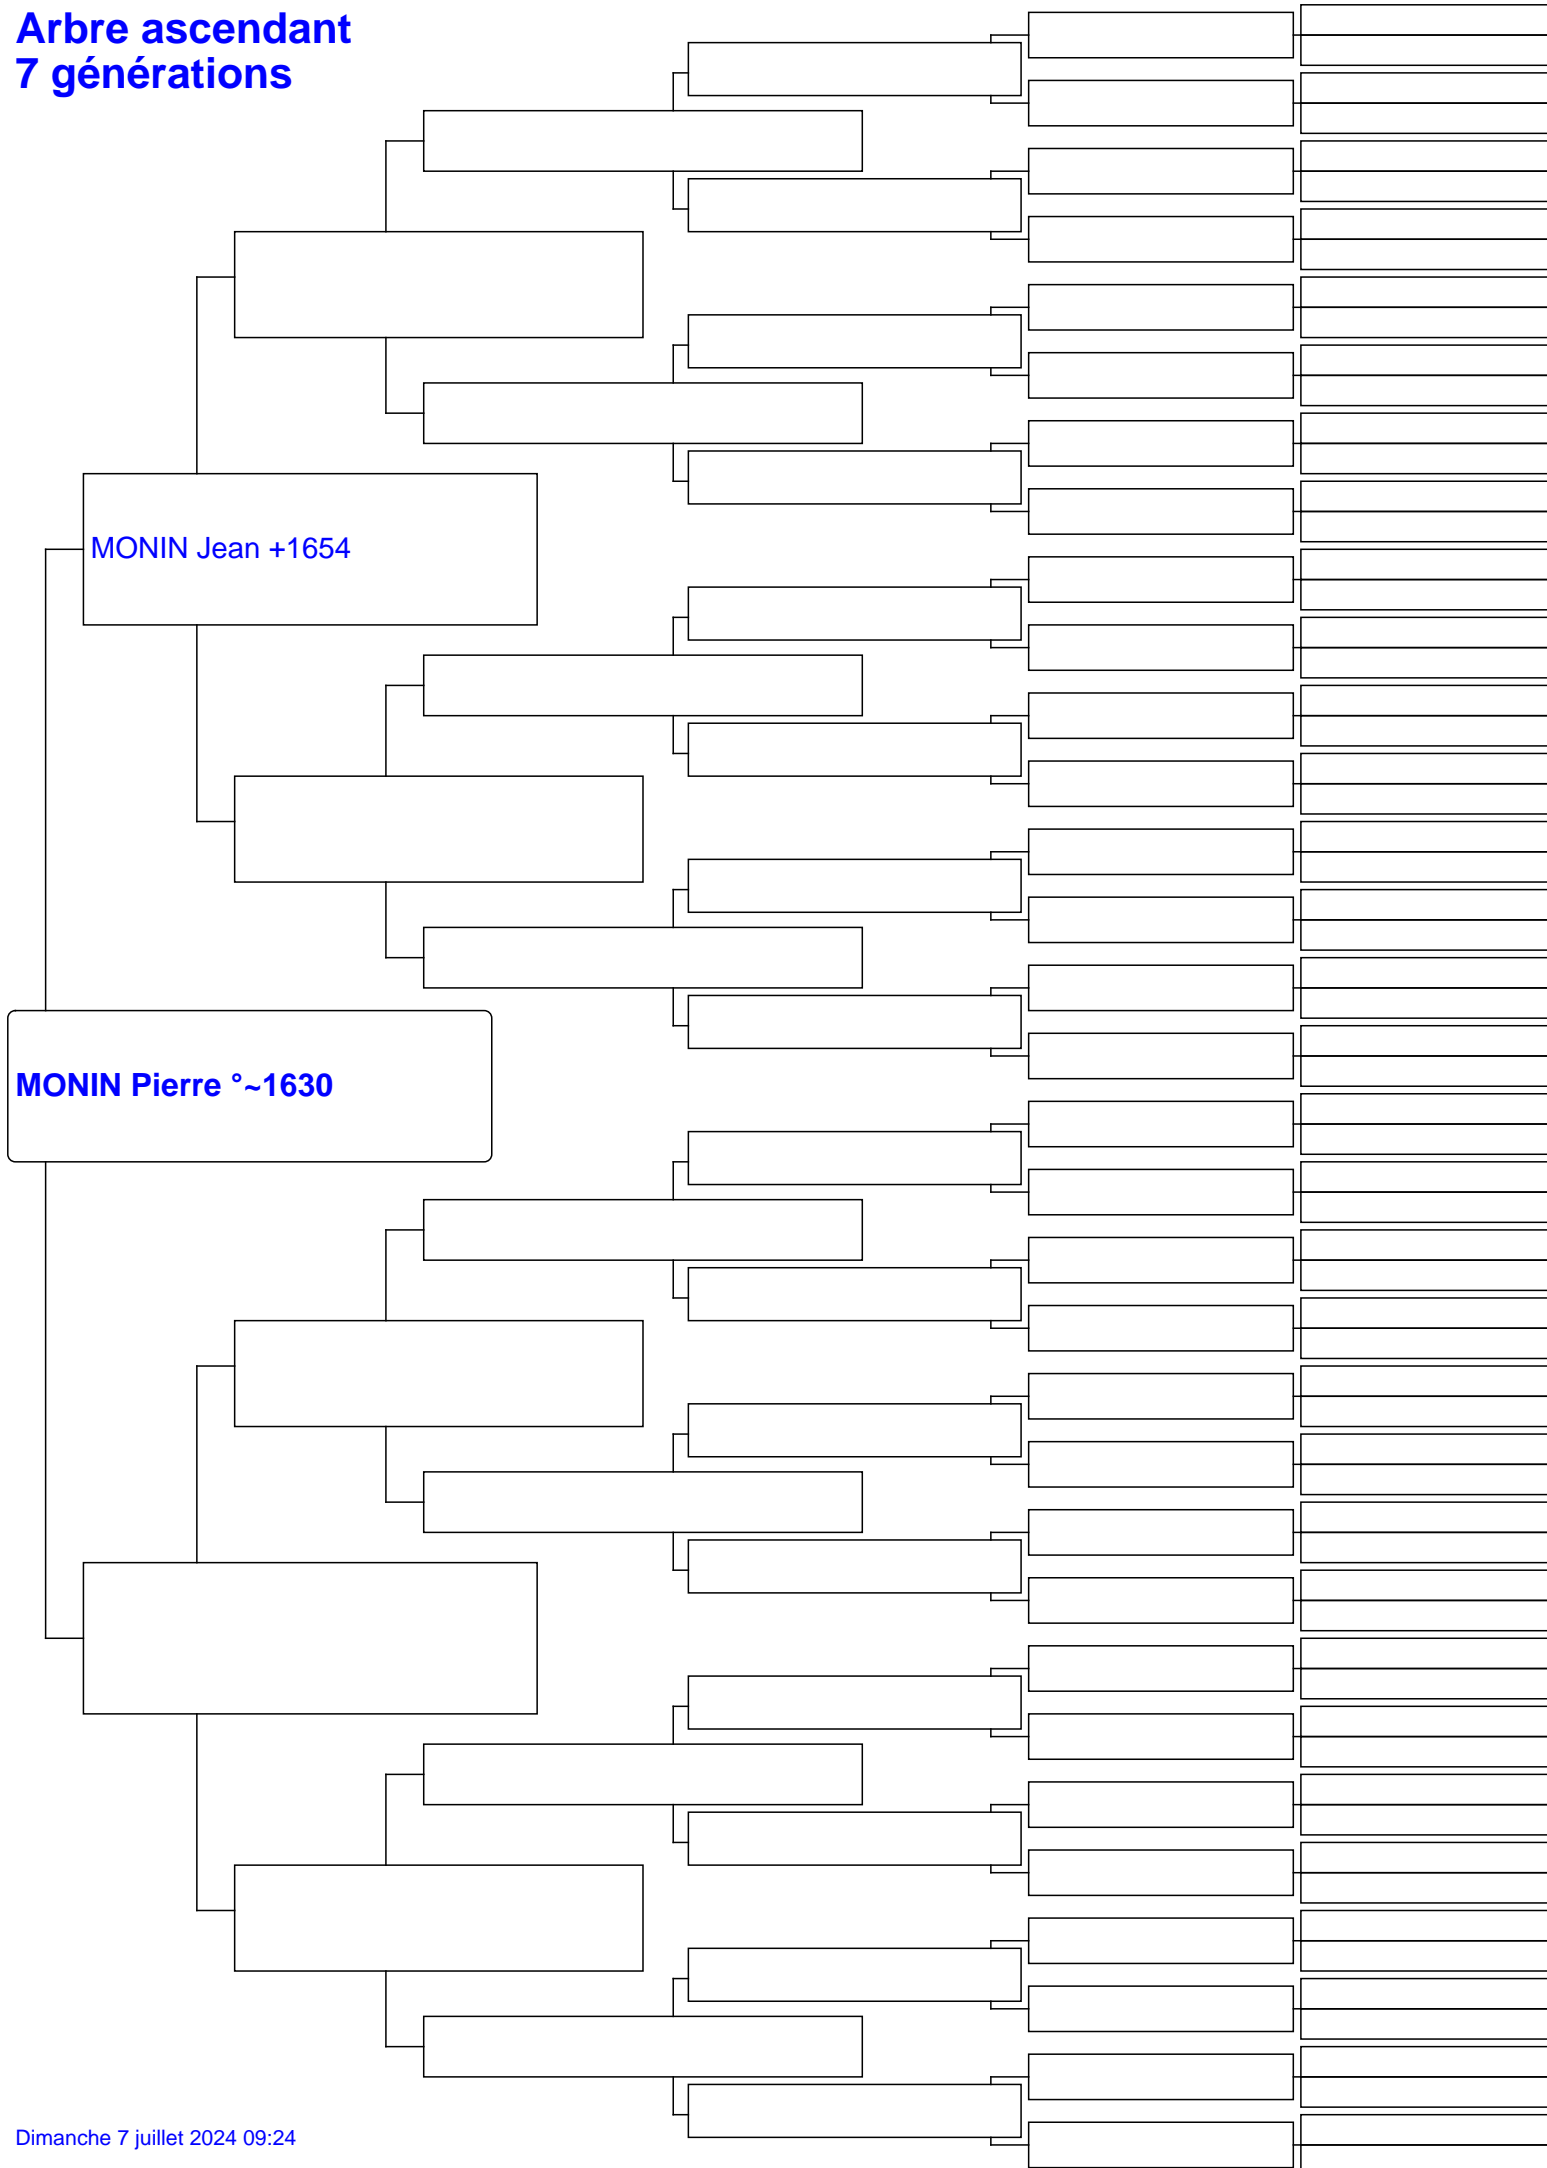 Arbre ascendant
7 générations
MONIN Jean +1654
MONIN Pierre °~1630
Dimanche 7 juillet 2024 09:24